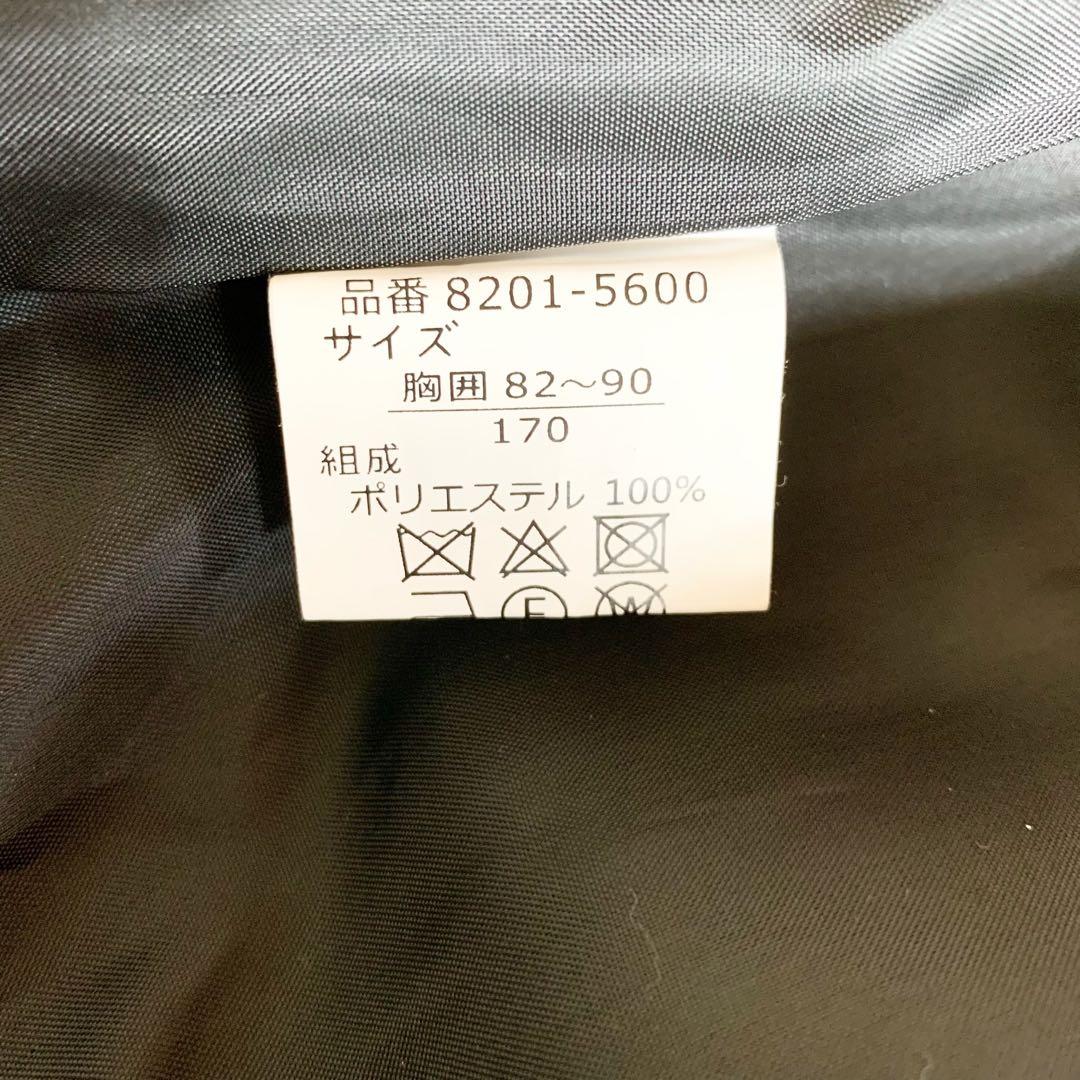 品番 8201-5600
サイズ
胸囲 82～90
170
組成
ポリエステル 100%